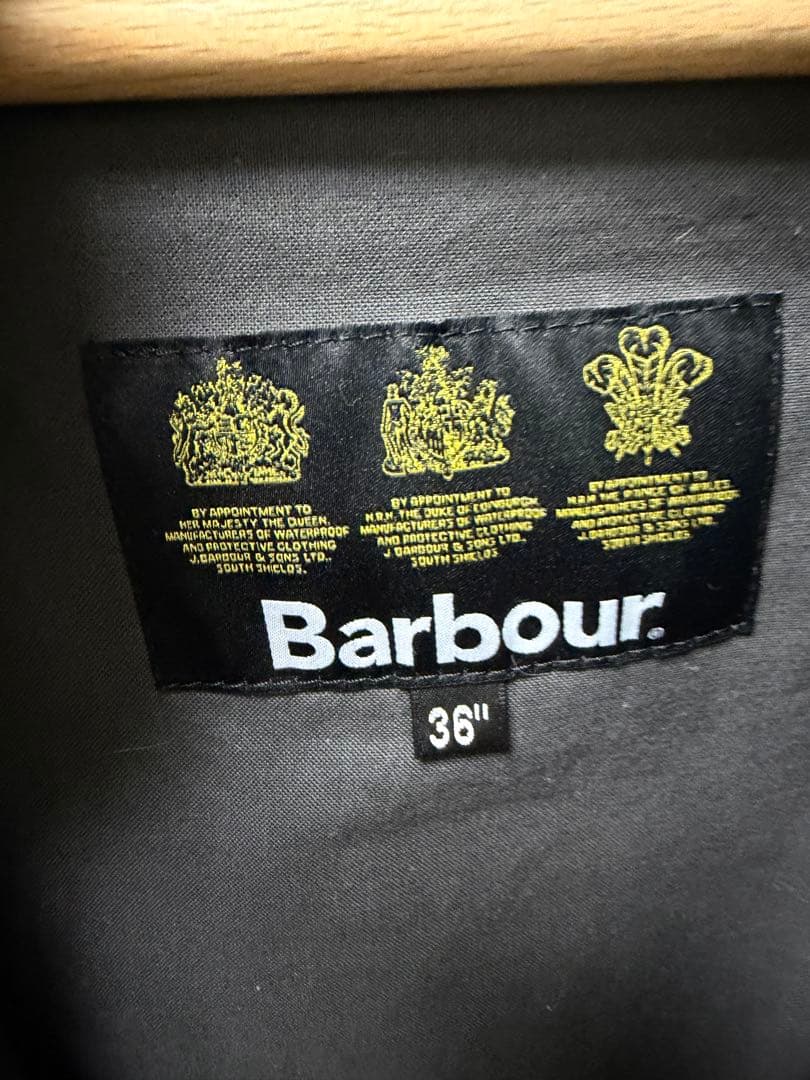 BY APPOINTMENT TO
HER MAJESTY THE QUEEN
MANUFACTURERS OF WATERPROOF
AND PROTECTIVE CLOTHING
J. BARBOUR & SONS LTD.
SOUTH SHIELDS.
BY APPOINTMENT TO
H.R.H. THE DUKE OF EDINBURGH
MANUFACTURERS OF WATERPROOF
AND PROTECTIVE CLOTHING
J. BARBOUR & SONS LTD.
SOUTH SHIELDS
BY APPOINTMENT TO
H.R.H. THE PRINCE OF WALES
MANUFACTURERS OF WATERPROOF
AND PROTECTIVE CLOTHING
J. BARBOUR & SONS LTD.
SOUTH SHIELDS
Barbour®
36"